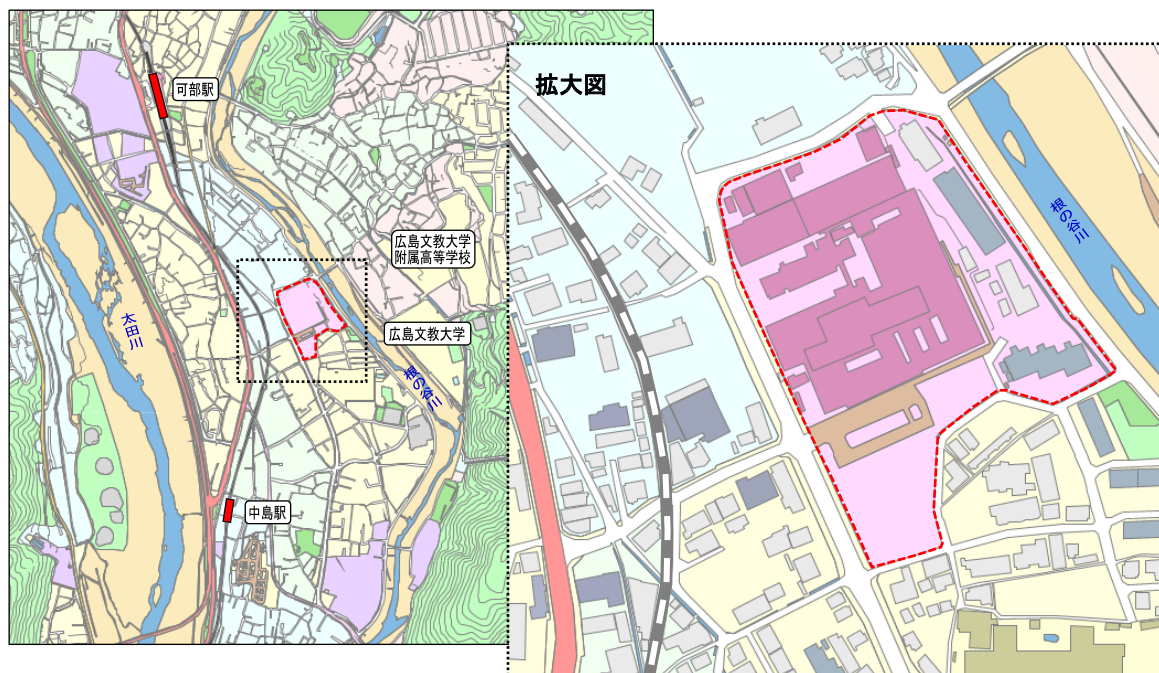 可部駅
広島文教大学
附属高等学校
広島文教大学
太田川
根の谷川
中島駅
拡大図
根の谷川